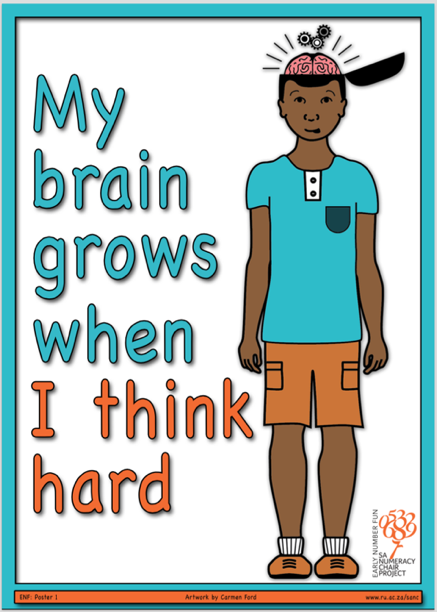 My
brain
grows
when
I think
hard
EARLY NUMBER FUN
SA
NUMERACY
CHAIR
PROJECT
ENF: Poster 1
Artwork by Carmen Ford
www.ru.ac.za/sanc